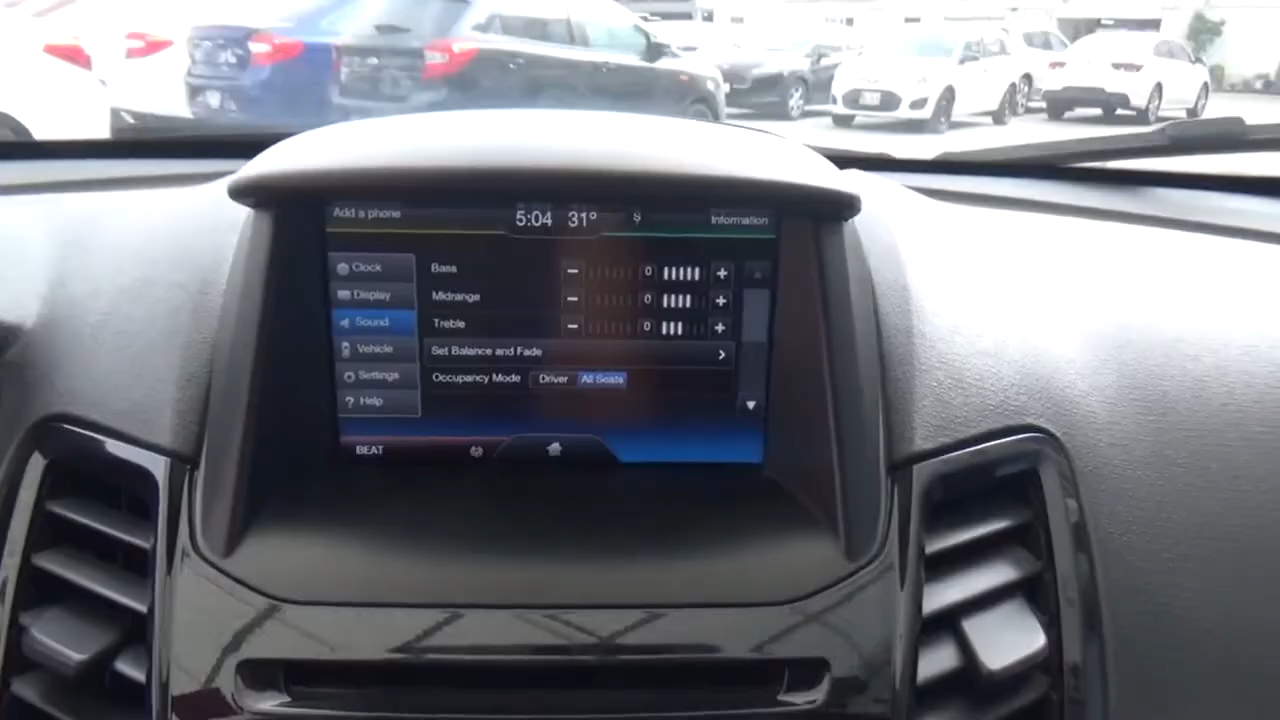 Add a phone 5:04 31° S Information
Clock
Display
Sound
Vehicle
Settings
? Help
Bass − 0 +
Midrange − 0 +
Treble − 0 +
Set Balance and Fade >
Occupancy Mode Driver All Seats
BEAT